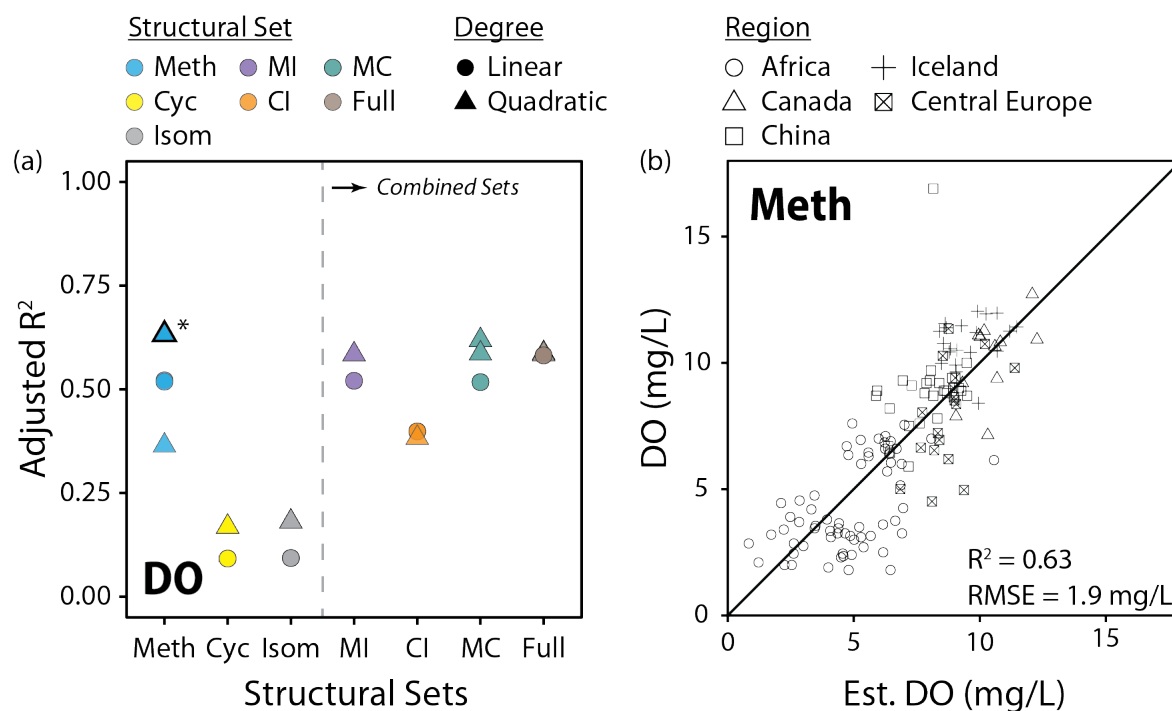 Structural Set
Meth MI MC
Cyc CI Full
Isom
Degree
Linear
Quadratic
Region
Africa Iceland
Canada Central Europe
China
(a)
Combined Sets
*
DO
1.00
0.75
0.50
0.25
0.00
Adjusted R²
Meth Cyc Isom MI CI MC Full
Structural Sets
(b)
Meth
15
10
5
0
DO (mg/L)
R² = 0.63
RMSE = 1.9 mg/L
0 5 10 15
Est. DO (mg/L)